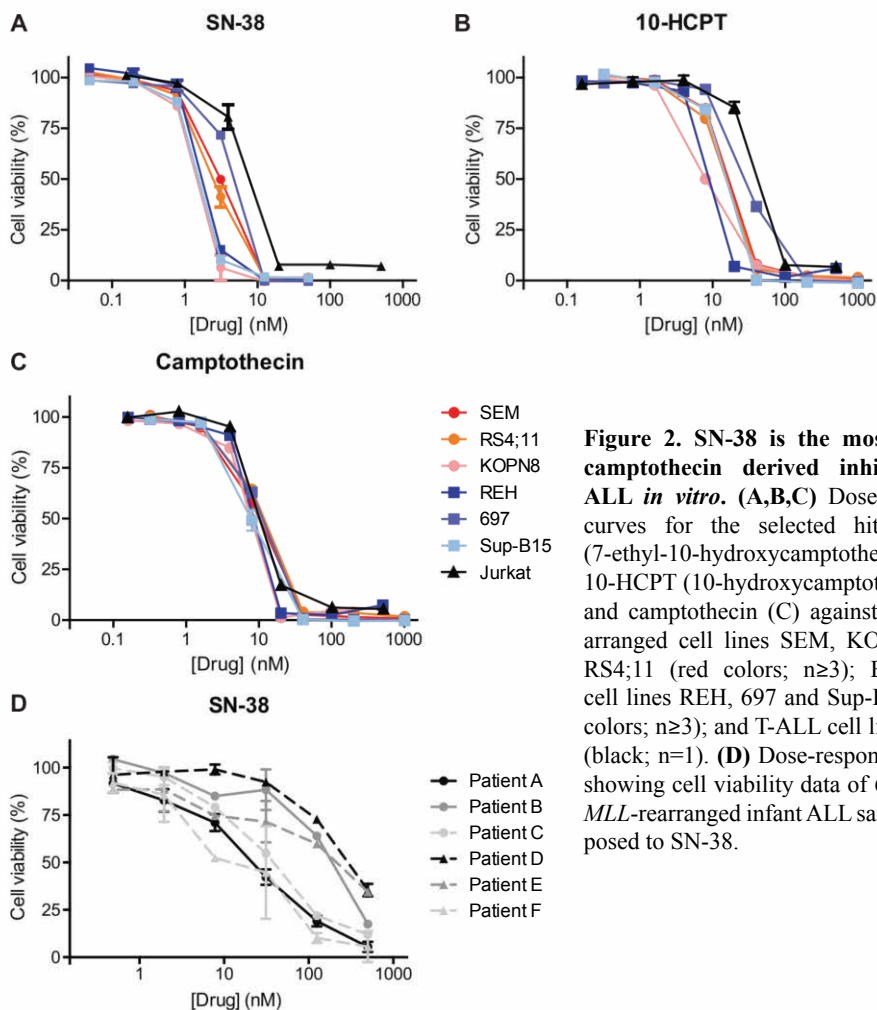 A
SN-38
Cell viability (%)
100
75
50
25
0
0.1 1 10 100 1000
[Drug] (nM)
B
10-HCPT
Cell viability (%)
100
75
50
25
0
0.1 1 10 100 1000
[Drug] (nM)
C
Camptothecin
Cell viability (%)
100
75
50
25
0
0.1 1 10 100 1000
[Drug] (nM)
SEM
RS4;11
KOPN8
REH
697
Sup-B15
Jurkat
D
SN-38
Cell viability (%)
100
75
50
25
0
1 10 100 1000
[Drug] (nM)
Patient A
Patient B
Patient C
Patient D
Patient E
Patient F
Figure 2. SN-38 is the mos
camptothecin derived inhi
ALL in vitro. (A,B,C) Dose
curves for the selected hit
(7-ethyl-10-hydroxycamptothe
10-HCPT (10-hydroxycamptot
and camptothecin (C) against
arranged cell lines SEM, KO
RS4;11 (red colors; n≥3); B
cell lines REH, 697 and Sup-
colors; n≥3); and T-ALL cell li
(black; n=1). (D) Dose-respon
showing cell viability data of
MLL-rearranged infant ALL sa
posed to SN-38.